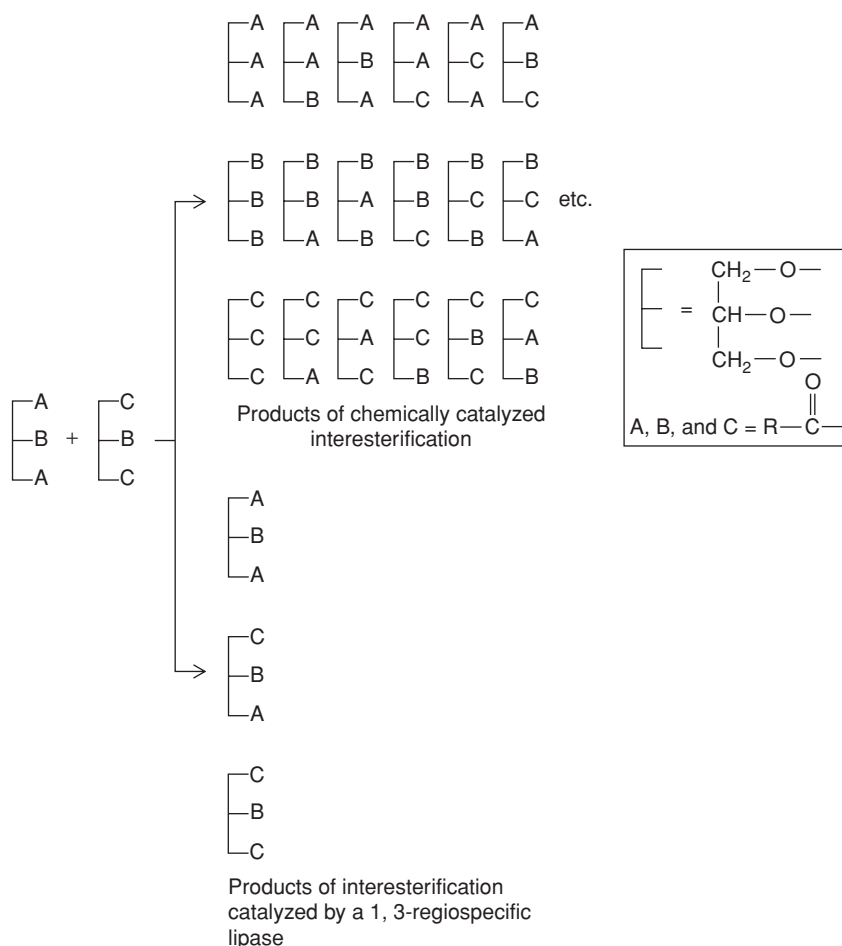 A A A A A A
A A B A C B
A B A C A C
B B B B B B
B B A B C C etc.
B A B C B A
C C C C C C
C C A C B A
C A C B C B
Products of chemically catalyzed
interesterification
A C
B + B
A C
A
B
A
C
B
A
C
B
C
Products of interesterification
catalyzed by a 1, 3-regiospecific
lipase
CH2—O—
= CH—O—
CH2—O—
O
A, B, and C = R—C—